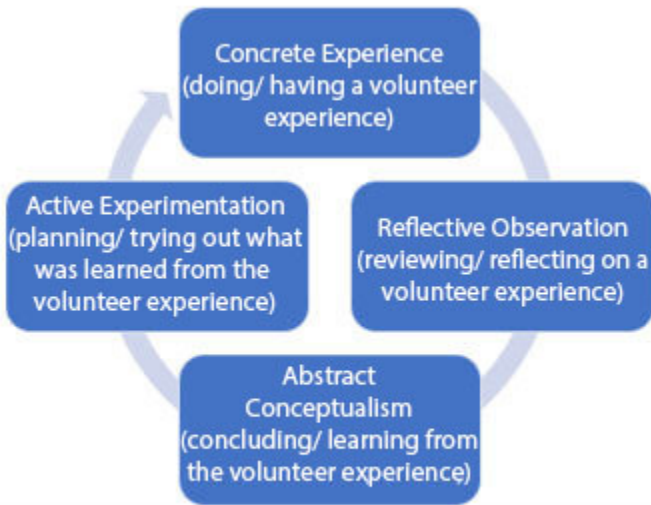 Concrete Experience
(doing/ having a volunteer
experience)
Reflective Observation
(reviewing/ reflecting on a
volunteer experience)
Abstract
Conceptualism
(concluding/ learning from
the volunteer experience)
Active Experimentation
(planning/ trying out what
was learned from the
volunteer experience)